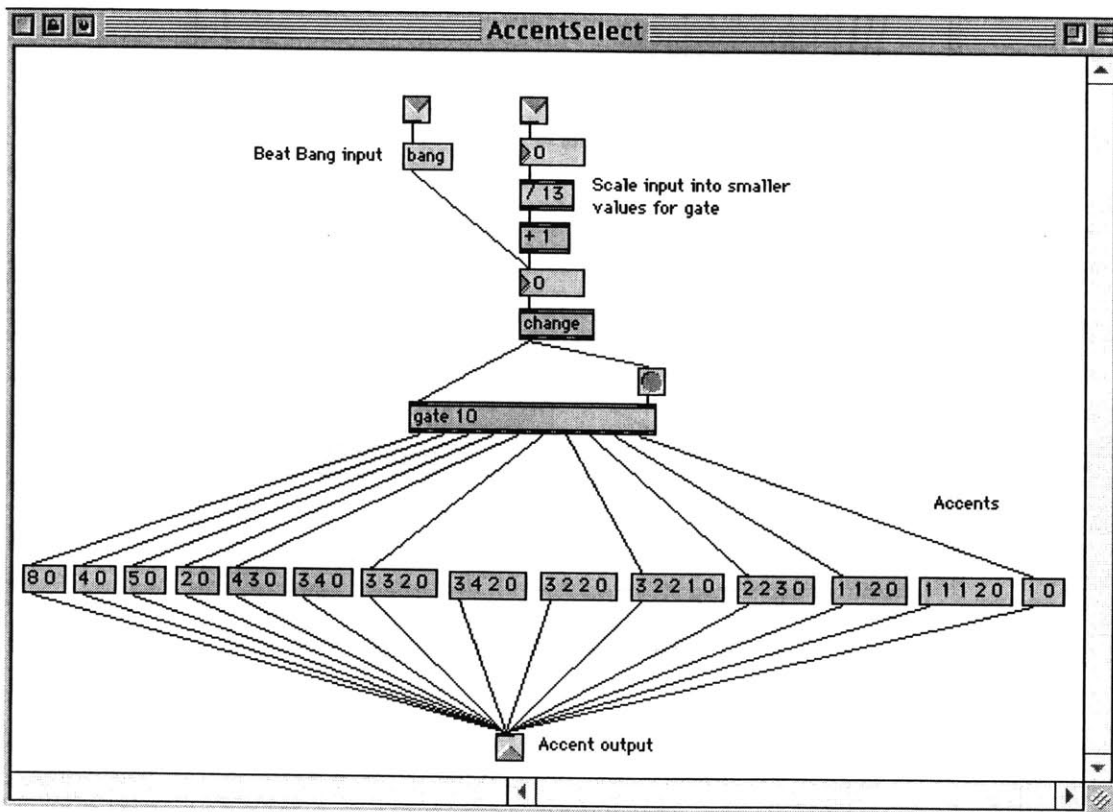 AccentSelect
Beat Bang input
bang
0
/ 13
Scale input into smaller
values for gate
+ 1
0
change
gate 10
Accents
8 0
4 0
5 0
2 0
4 3 0
3 4 0
3 3 2 0
3 4 2 0
3 2 2 0
3 2 2 1 0
2 2 3 0
1 1 2 0
1 1 1 2 0
1 0
Accent output